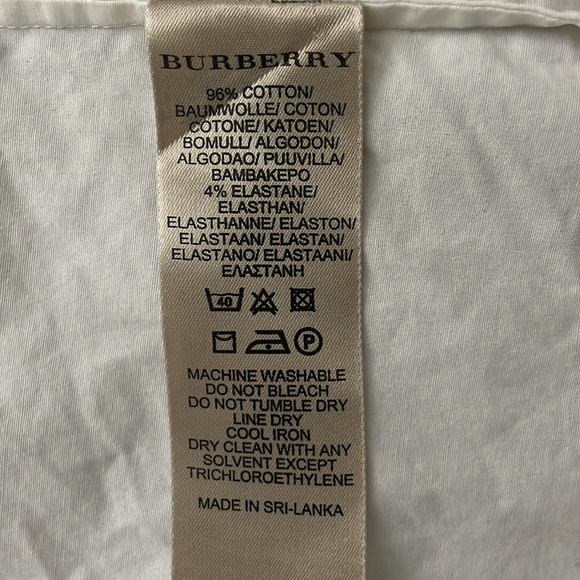 BURBERRY
96% COTTON/
BAUMWOLLE/ COTON/
COTONE/ KATOEN/
BOMULL/ ALGODON/
ALGODAO/ PUUVILLA/
ΒΑΜΒΑΚΕΡΟ
4% ELASTANE/
ELASTHAN/
ELASTHANNE/ ELASTON/
ELASTAAN/ ELASTAN/
ELASTANO/ ELASTAANI/
ΕΛΑΣΤΑΝΗ
40
P
MACHINE WASHABLE
DO NOT BLEACH
DO NOT TUMBLE DRY
LINE DRY
COOL IRON
DRY CLEAN WITH ANY
SOLVENT EXCEPT
TRICHLOROETHYLENE
MADE IN SRI-LANKA